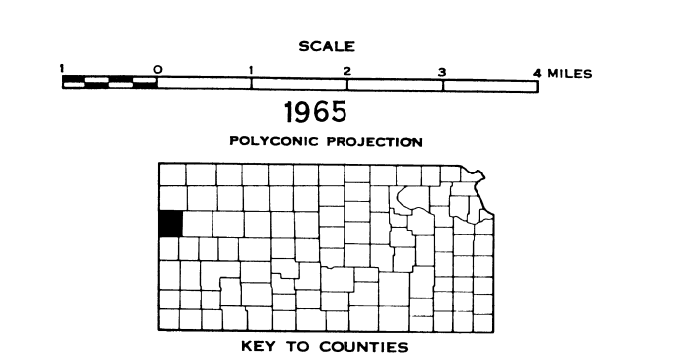 SCALE
1 0 1 2 3 4 MILES
1965
POLYCONIC PROJECTION
KEY TO COUNTIES